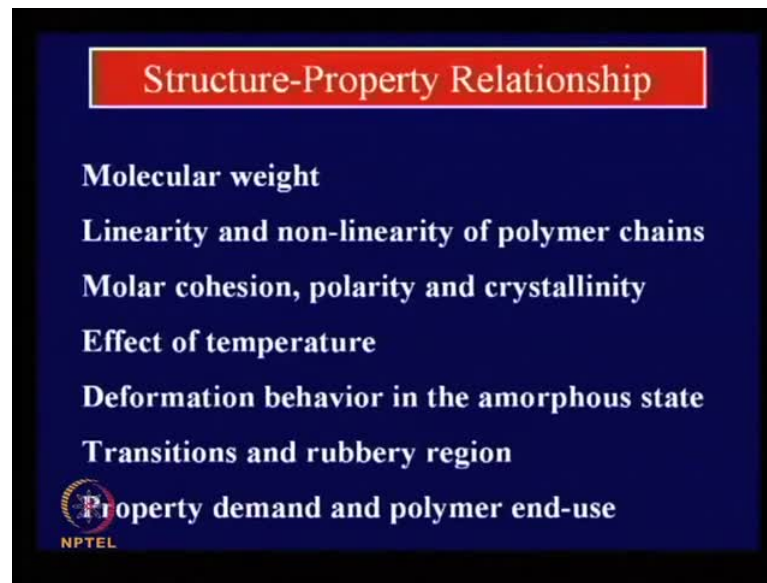 Structure-Property Relationship
Molecular weight
Linearity and non-linearity of polymer chains
Molar cohesion, polarity and crystallinity
Effect of temperature
Deformation behavior in the amorphous state
Transitions and rubbery region
Property demand and polymer end-use
NPTEL